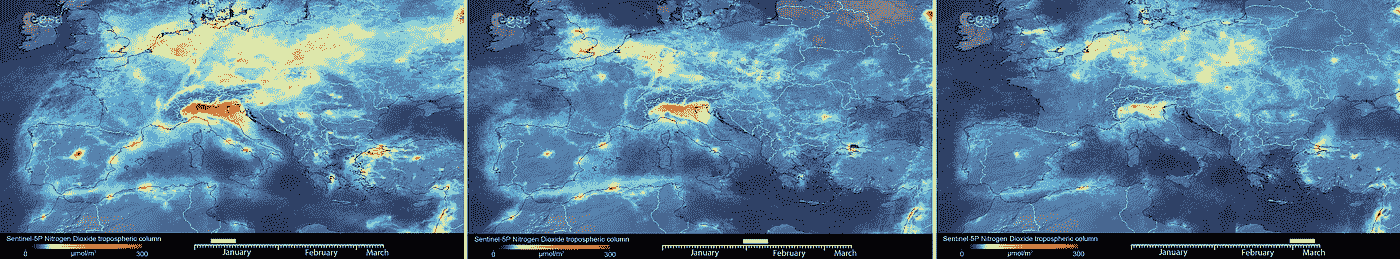 esa
esa
esa
Sentinel-5P Nitrogen Dioxide tropospheric column
0 µmol/m² 300
January February March
Sentinel-5P Nitrogen Dioxide tropospheric column
0 µmol/m² 300
January February March
Sentinel-5P Nitrogen Dioxide tropospheric column
0 µmol/m² 300
January February March